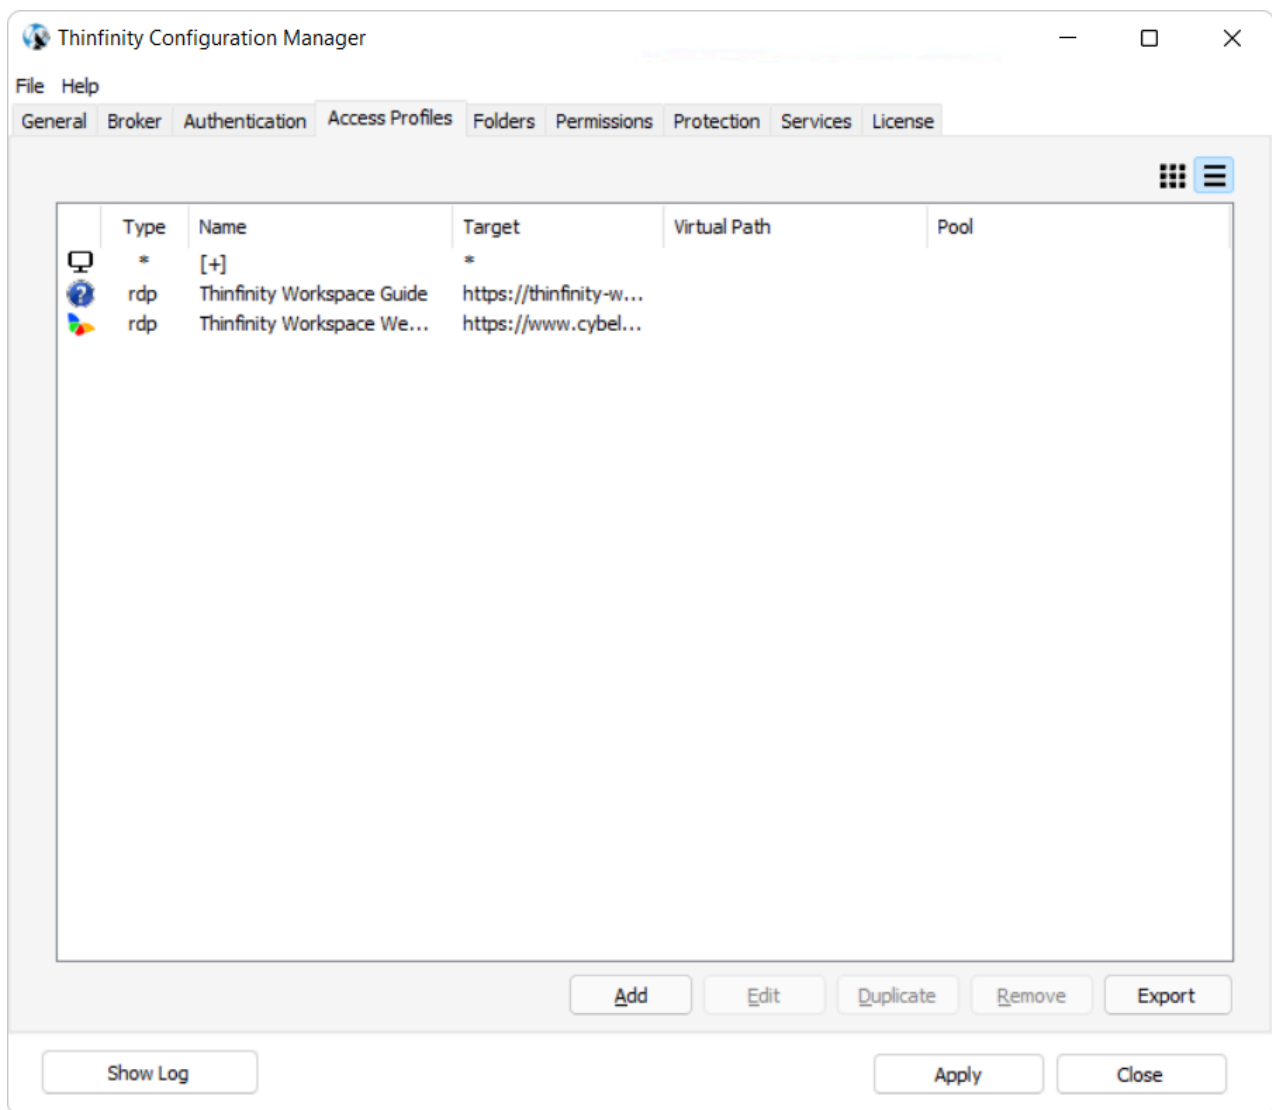 Thinfinity Configuration Manager
File Help
General Broker Authentication Access Profiles Folders Permissions Protection Services License
Type Name Target Virtual Path Pool
* [+] *
rdp Thinfinity Workspace Guide https://thinfinity-w...
rdp Thinfinity Workspace We... https://www.cybel...
Add Edit Duplicate Remove Export
Show Log Apply Close